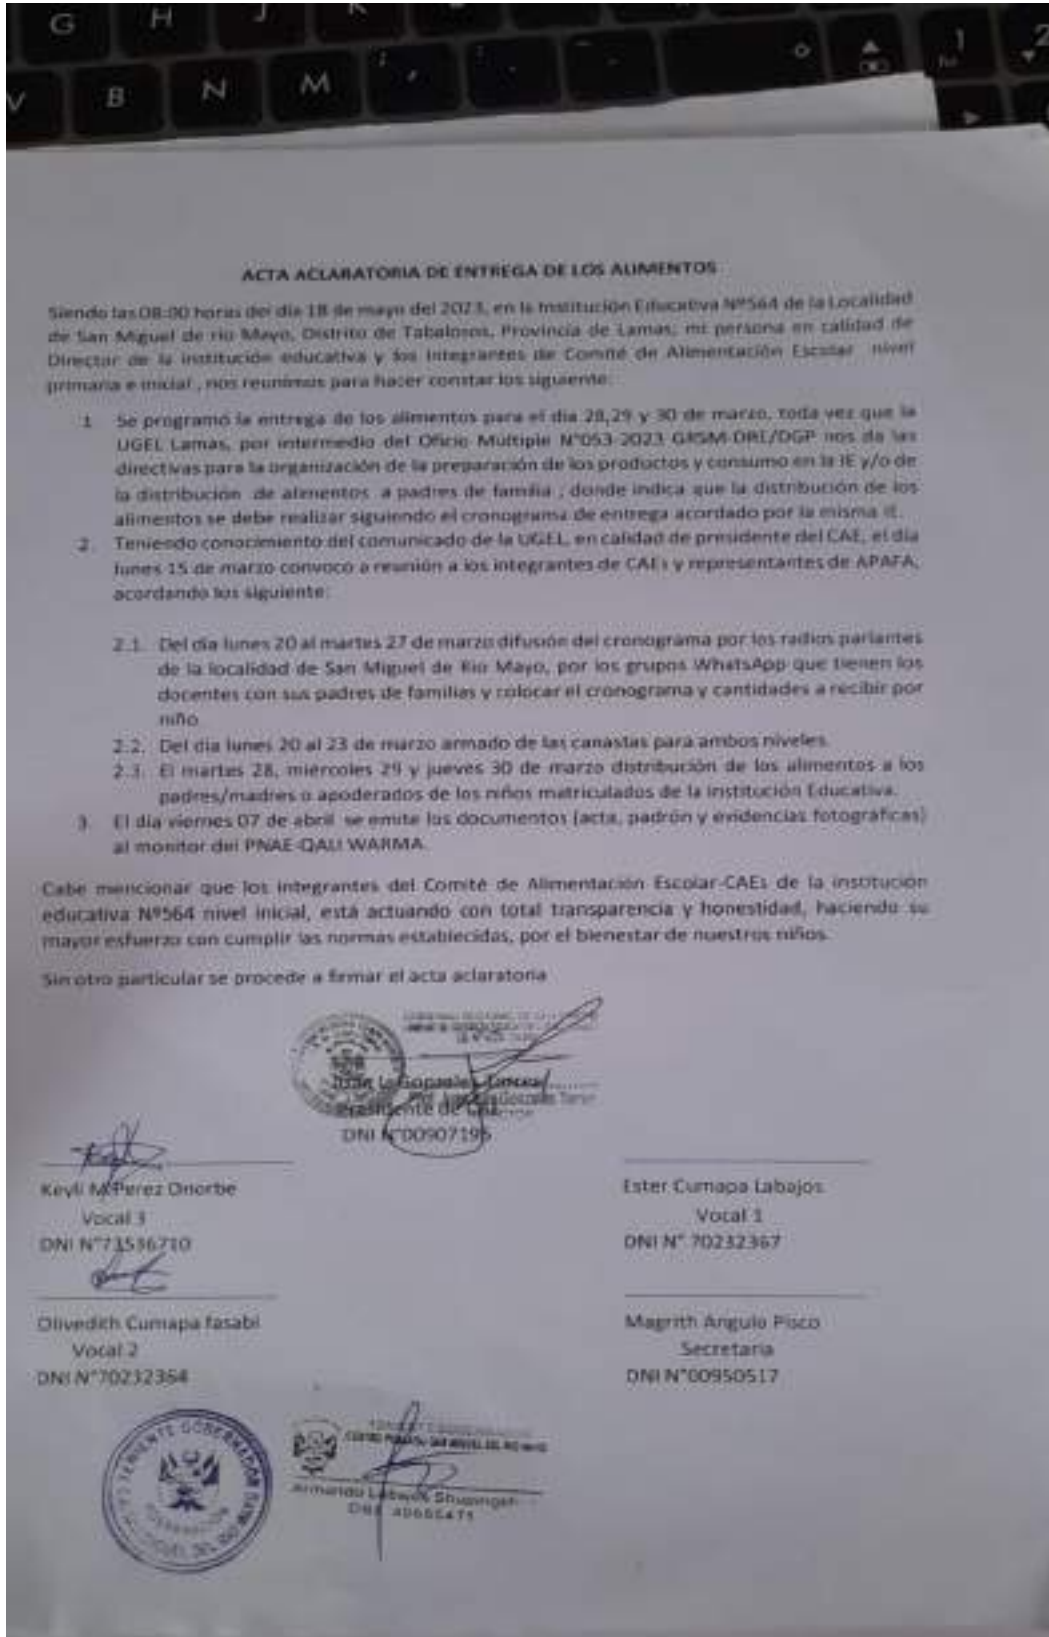 G H J K
V B N M
ACTA ACLARATORIA DE ENTREGA DE LOS ALIMENTOS
Siendo las 08:00 horas del día 18 de mayo del 2023, en la Institución Educativa Nº564 de la Localidad
de San Miguel de rio Mayo, Distrito de Tabalosos, Provincia de Lamas; mi persona en calidad de
Director de la institución educativa y los integrantes de Comité de Alimentación Escolar nivel
primaria e inicial , nos reunimos para hacer constar los siguiente:
1. Se programó la entrega de los alimentos para el día 28,29 y 30 de marzo, toda vez que la
UGEL Lamas, por intermedio del Oficio Múltiple N°053-2023 GRSM-DRE/DGP nos da las
directivas para la organización de la preparación de los productos y consumo en la IE y/o de
la distribución de alimentos a padres de familia , donde indica que la distribución de los
alimentos se debe realizar siguiendo el cronograma de entrega acordado por la misma IE.
2. Teniendo conocimiento del comunicado de la UGEL, en calidad de presidente del CAE, el día
lunes 15 de marzo convoco a reunión a los integrantes de CAEs y representantes de APAFA,
acordando los siguiente:
2.1. Del día lunes 20 al martes 27 de marzo difusión del cronograma por los radios parlantes
de la localidad de San Miguel de Rio Mayo, por los grupos WhatsApp que tienen los
docentes con sus padres de familias y colocar el cronograma y cantidades a recibir por
niño.
2.2. Del día lunes 20 al 23 de marzo armado de las canastas para ambos niveles.
2.3. El martes 28, miércoles 29 y jueves 30 de marzo distribución de los alimentos a los
padres/madres o apoderados de los niños matriculados de la Institución Educativa.
3. El día viernes 07 de abril se emite los documentos (acta, padrón y evidencias fotográficas)
al monitor del PNAE-QALI WARMA.
Cabe mencionar que los integrantes del Comité de Alimentación Escolar-CAEs de la institución
educativa Nº564 nivel inicial, está actuando con total transparencia y honestidad, haciendo su
mayor esfuerzo con cumplir las normas establecidas, por el bienestar de nuestros niños.
Sin otro particular se procede a firmar el acta aclaratoria
Juan L Gonzales
Presidente de CAE
DNI N°00907195
Keyli M Perez Onorbe
Vocal 3
DNI N°73536710
Ester Cumapa Labajos
Vocal 1
DNI N° 70232367
Olivedith Cumapa fasabi
Vocal 2
DNI N°70232364
Magrith Angulo Pisco
Secretaria
DNI N°00950517
TENIENTE GOBERNADOR
Armando Labajos Shupingahua